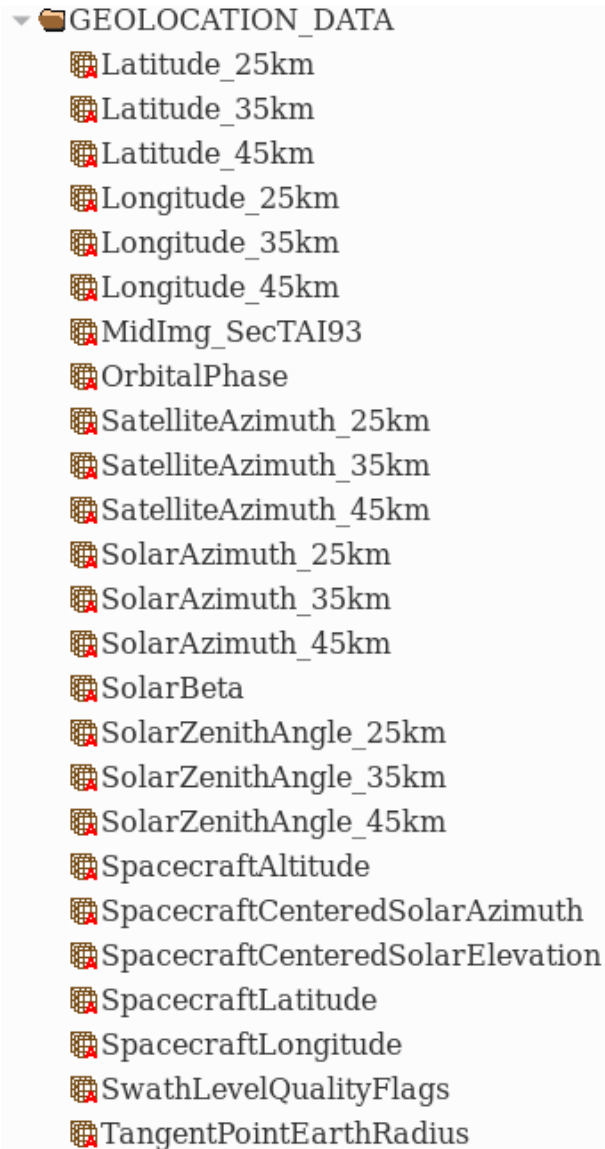 GEOLOCATION_DATA
Latitude_25km
Latitude_35km
Latitude_45km
Longitude_25km
Longitude_35km
Longitude_45km
MidImg_SecTAI93
OrbitalPhase
SatelliteAzimuth_25km
SatelliteAzimuth_35km
SatelliteAzimuth_45km
SolarAzimuth_25km
SolarAzimuth_35km
SolarAzimuth_45km
SolarBeta
SolarZenithAngle_25km
SolarZenithAngle_35km
SolarZenithAngle_45km
SpacecraftAltitude
SpacecraftCenteredSolarAzimuth
SpacecraftCenteredSolarElevation
SpacecraftLatitude
SpacecraftLongitude
SwathLevelQualityFlags
TangentPointEarthRadius